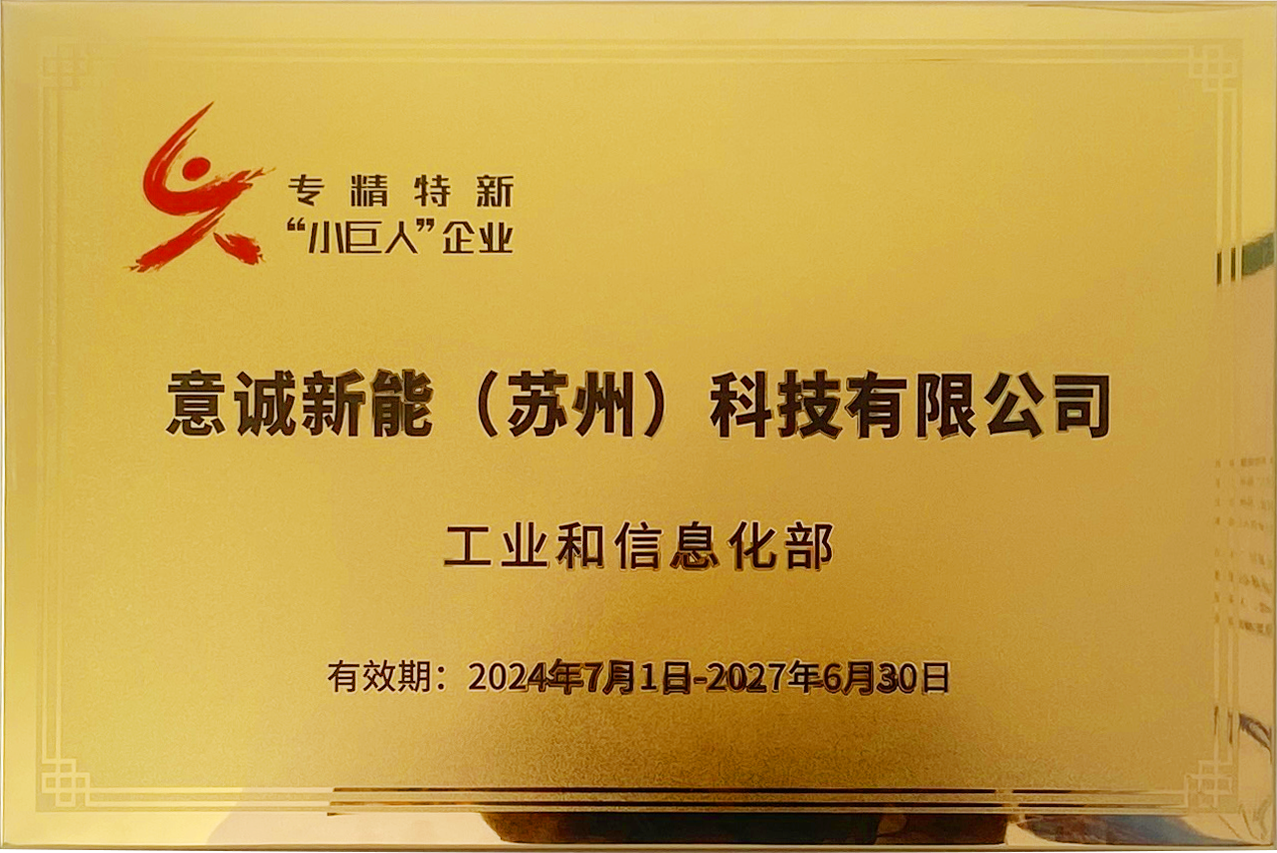 专精特新
“小巨人”企业
意诚新能（苏州）科技有限公司
工业和信息化部
有效期：2024年7月1日-2027年6月30日